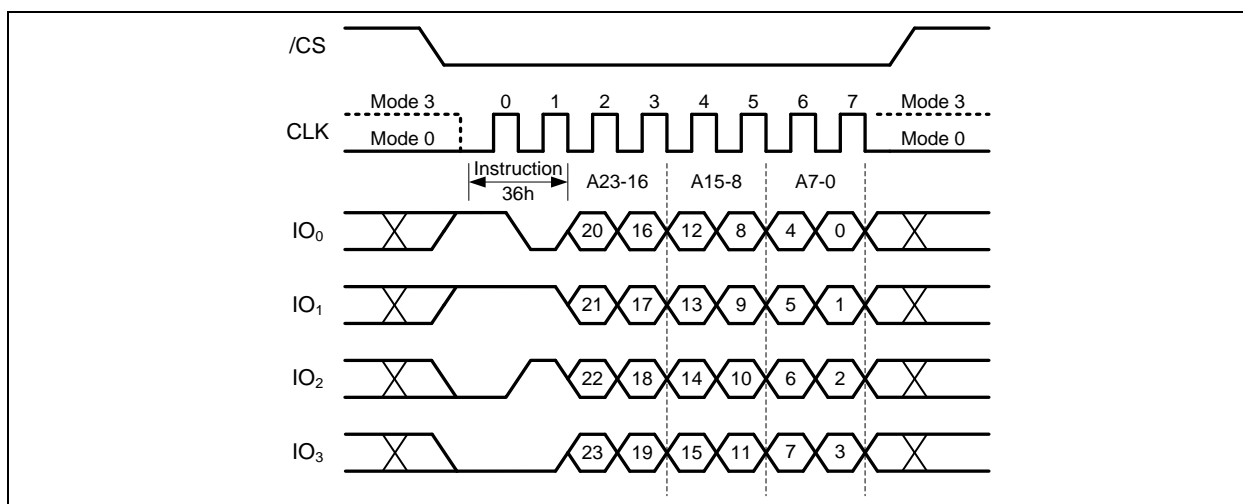 /CS
Mode 3 0 1 2 3 4 5 6 7 Mode 3
CLK
Mode 0 Mode 0
Instruction
36h
A23-16 A15-8 A7-0
IO0 20 16 12 8 4 0
IO1 21 17 13 9 5 1
IO2 22 18 14 10 6 2
IO3 23 19 15 11 7 3